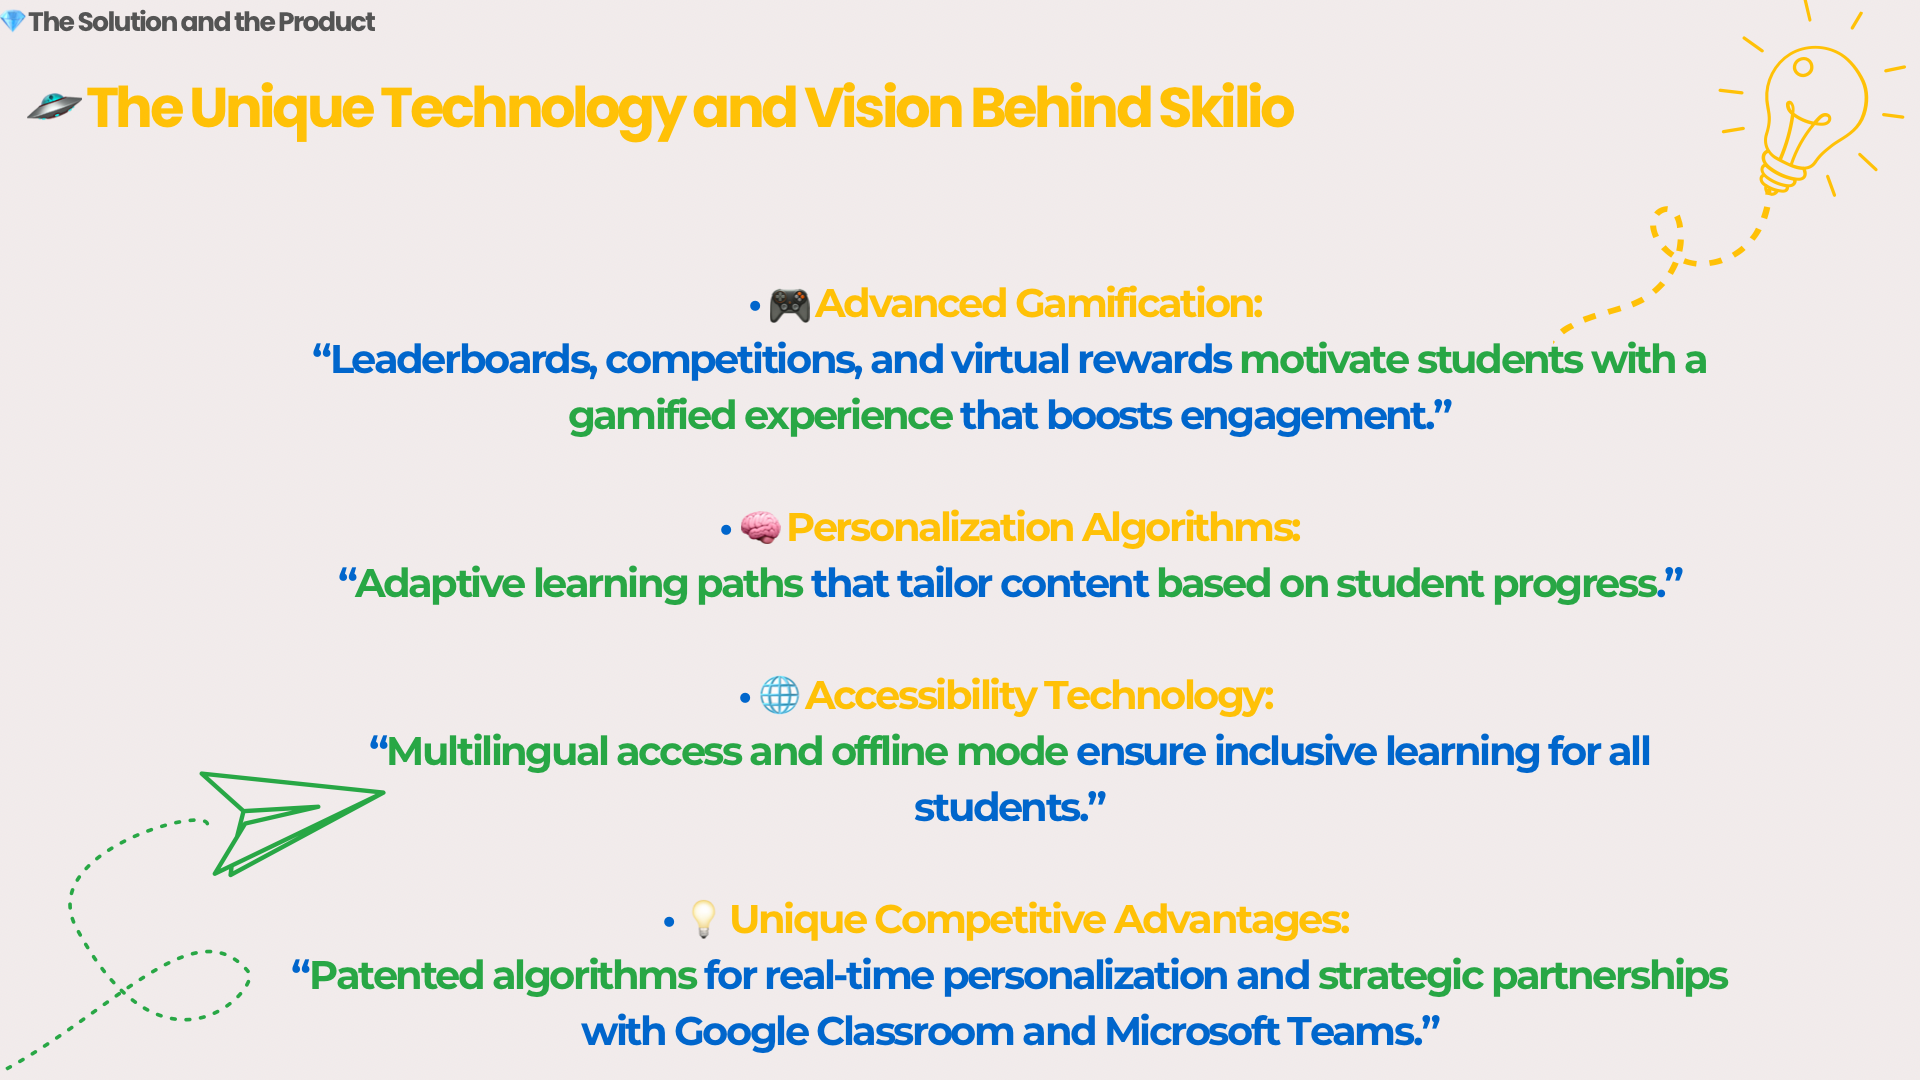 💎The Solution and the Product
🛸The Unique Technology and Vision Behind Skilio
• 🎮Advanced Gamification:
“Leaderboards, competitions, and virtual rewards motivate students with a
gamified experience that boosts engagement.”
• 🧠Personalization Algorithms:
“Adaptive learning paths that tailor content based on student progress.”
• 🌐Accessibility Technology:
“Multilingual access and offline mode ensure inclusive learning for all
students.”
• 💡 Unique Competitive Advantages:
“Patented algorithms for real-time personalization and strategic partnerships
with Google Classroom and Microsoft Teams.”